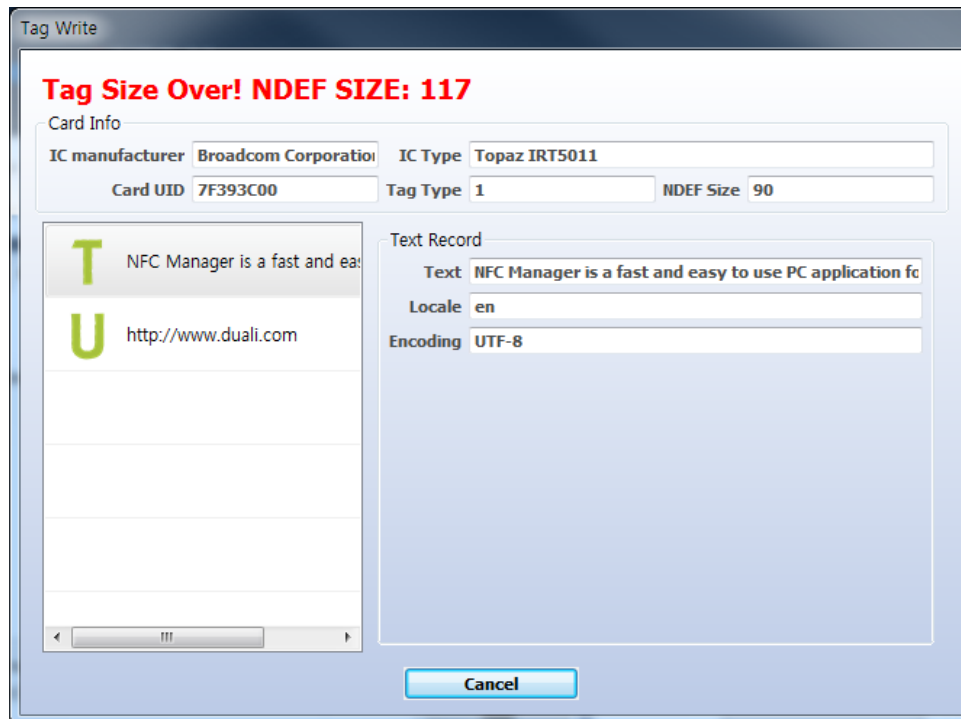 Tag Write
Tag Size Over! NDEF SIZE: 117
Card Info
IC manufacturer Broadcom Corporation IC Type Topaz IRT5011
Card UID 7F393C00 Tag Type 1 NDEF Size 90
T NFC Manager is a fast and eas
U http://www.duali.com
Text Record
Text NFC Manager is a fast and easy to use PC application fo
Locale en
Encoding UTF-8
Cancel